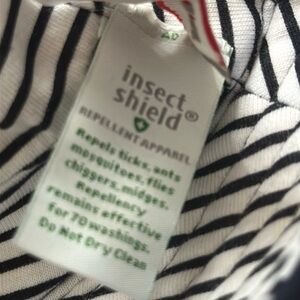 insect
shield®
REPELLENT APPAREL
Repels ticks, ants
mosquitoes, flies
chiggers, midges.
Repellency
remains effective
for 70 washings.
Do Not Dry Clean